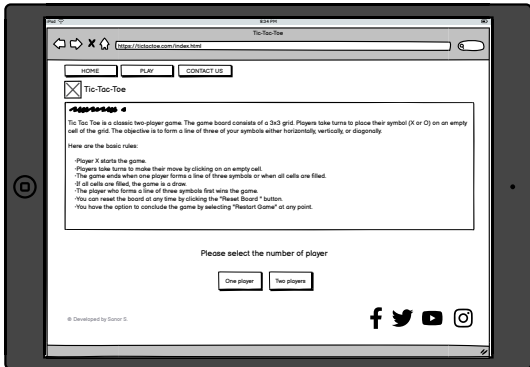 iPad
8:34 PM
Tic-Tac-Toe
https://tictactoe.com/index.html
HOME PLAY CONTACT US
Tic-Tac-Toe
Tic Tac Toe is a classic two-player game. The game board consists of a 3x3 grid. Players take turns to place their symbol (X or O) on an empty
cell of the grid. The objective is to form a line of three of your symbols either horizontally, vertically, or diagonally.
Here are the basic rules:
-Player X starts the game.
-Players take turns to make their move by clicking on an empty cell.
-The game ends when one player forms a line of three symbols or when all cells are filled.
-If all cells are filled, the game is a draw.
-The player who forms a line of three symbols first wins the game.
-You can reset the board at any time by clicking the "Reset Board " button.
-You have the option to conclude the game by selecting "Restart Game" at any point.
Please select the number of player
One player Two players
© Developed by Sonor S.